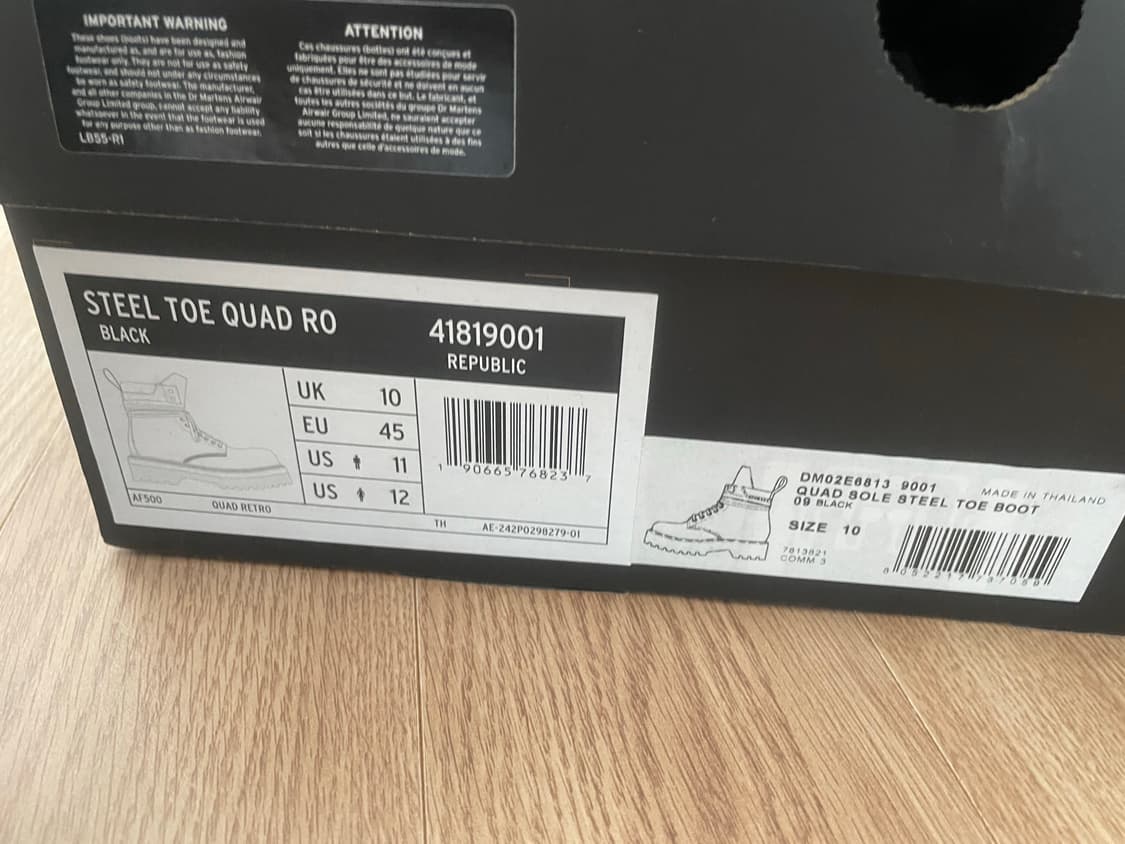 IMPORTANT WARNING
These shoes (boots) have been designed and
manufactured as, and are for use as, fashion
footwear only. They are not for use as safety
footwear, and should not under any circumstances
be worn as safety footwear. The manufacturer,
and all other companies in the Dr Martens Airwair
Group Limited group, cannot accept any liability
whatsoever in the event that the footwear is used
for any purpose other than as fashion footwear.
LB55-R1
ATTENTION
Ces chaussures (bottes) ont été conçues et
fabriquées pour être des accessoires de mode
uniquement. Elles ne sont pas étudiées pour servir
de chaussures de sécurité et ne doivent en aucun
cas être utilisées dans ce but. Le fabricant, et
toutes les autres sociétés du groupe Dr Martens
Airwair Group Limited, ne sauraient accepter
aucune responsabilité de quelque nature que ce
soit si les chaussures étaient utilisées à des fins
autres que celle d'accessoires de mode.
STEEL TOE QUAD RO
BLACK
41819001
REPUBLIC
UK 10
EU 45
US 11
US 12
1 90665 76823 7
AF500
QUAD RETRO
TH
AE-242P0298279-01
DM02E6813 9001
MADE IN THAILAND
QUAD SOLE STEEL TOE BOOT
09 BLACK
SIZE 10
7813821
COMM 3
8 052217 787089